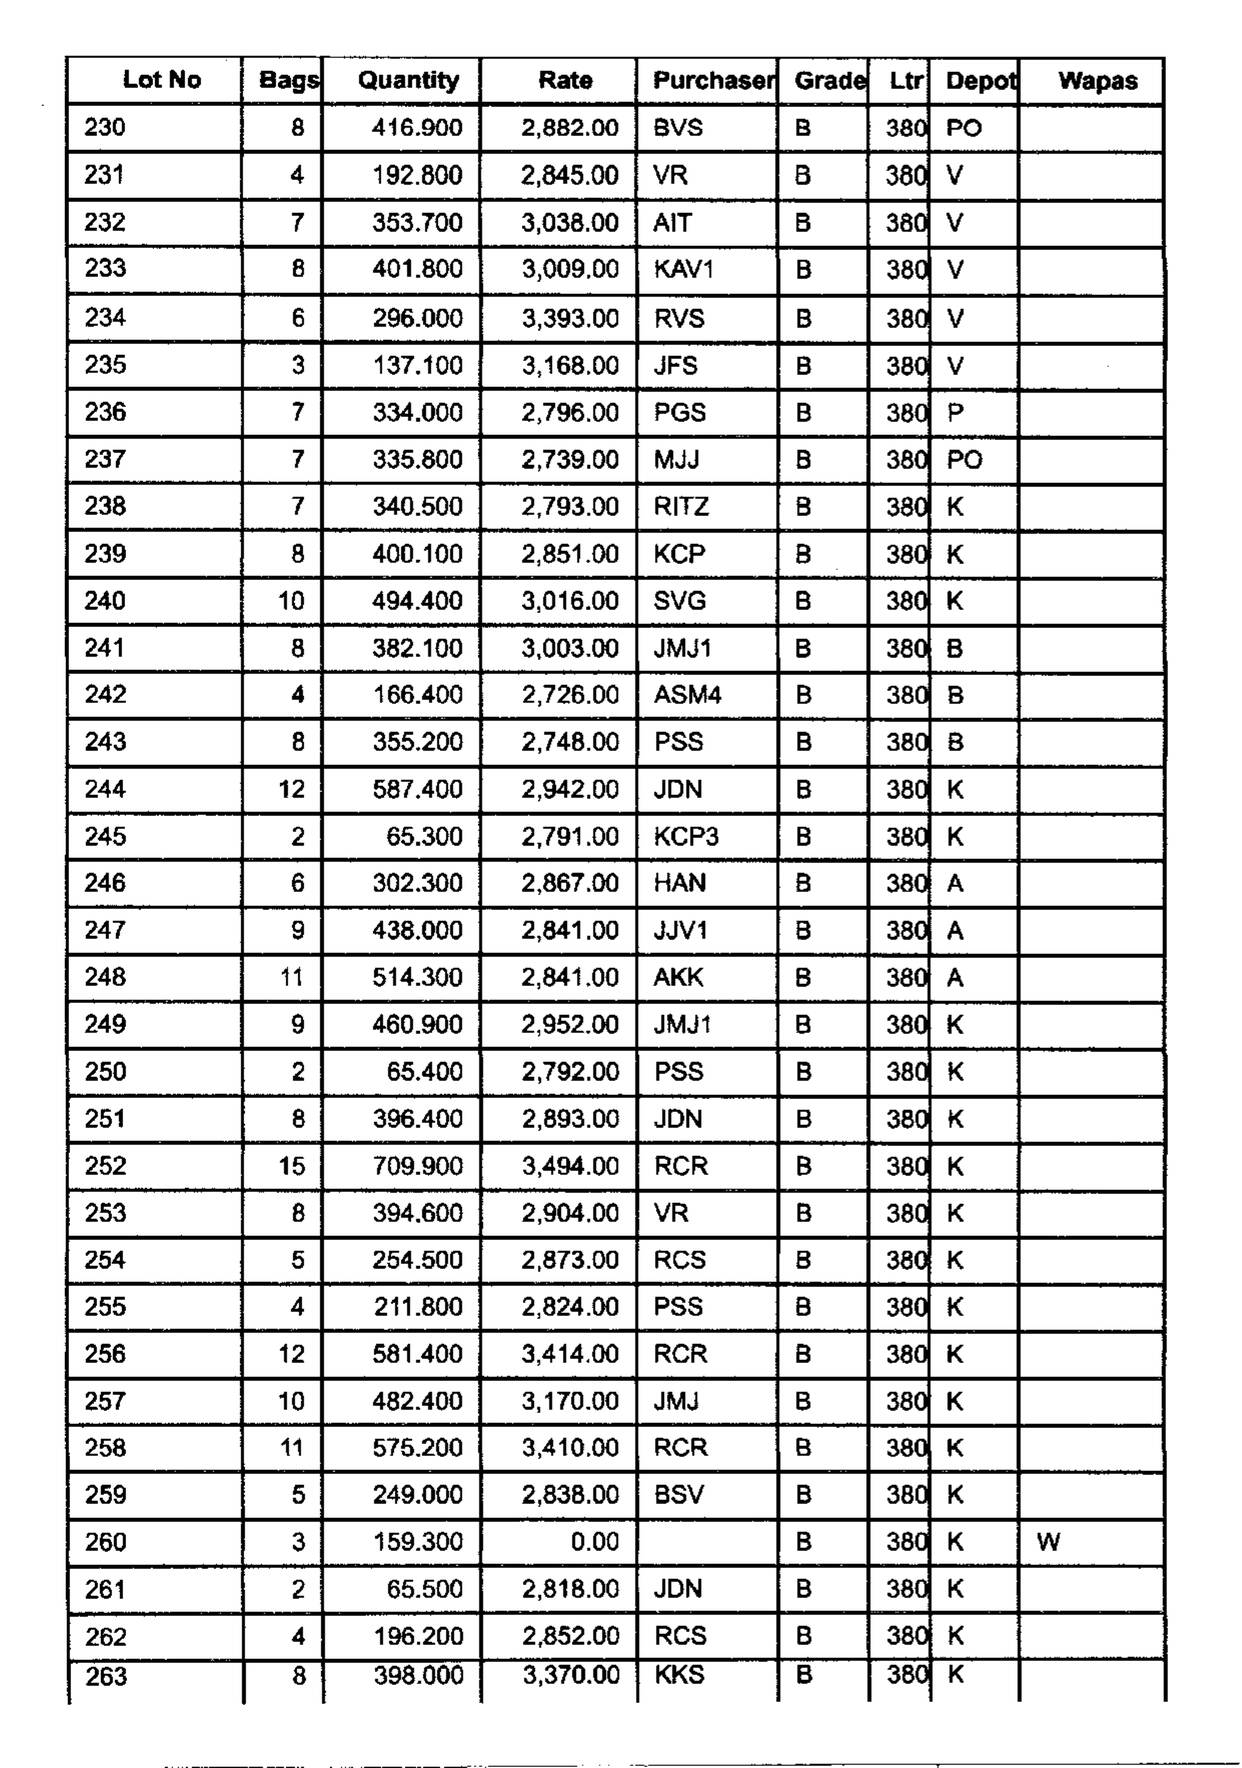 Lot No Bags Quantity Rate Purchaser Grade Ltr Depot Wapas
230 8 416.900 2,882.00 BVS B 380 PO
231 4 192.800 2,845.00 VR B 380 V
232 7 353.700 3,038.00 AIT B 380 V
233 8 401.800 3,009.00 KAV1 B 380 V
234 6 296.000 3,393.00 RVS B 380 V
235 3 137.100 3,168.00 JFS B 380 V
236 7 334.000 2,796.00 PGS B 380 P
237 7 335.800 2,739.00 MJJ B 380 PO
238 7 340.500 2,793.00 RITZ B 380 K
239 8 400.100 2,851.00 KCP B 380 K
240 10 494.400 3,016.00 SVG B 380 K
241 8 382.100 3,003.00 JMJ1 B 380 B
242 4 166.400 2,726.00 ASM4 B 380 B
243 8 355.200 2,748.00 PSS B 380 B
244 12 587.400 2,942.00 JDN B 380 K
245 2 65.300 2,791.00 KCP3 B 380 K
246 6 302.300 2,867.00 HAN B 380 A
247 9 438.000 2,841.00 JJV1 B 380 A
248 11 514.300 2,841.00 AKK B 380 A
249 9 460.900 2,952.00 JMJ1 B 380 K
250 2 65.400 2,792.00 PSS B 380 K
251 8 396.400 2,893.00 JDN B 380 K
252 15 709.900 3,494.00 RCR B 380 K
253 8 394.600 2,904.00 VR B 380 K
254 5 254.500 2,873.00 RCS B 380 K
255 4 211.800 2,824.00 PSS B 380 K
256 12 581.400 3,414.00 RCR B 380 K
257 10 482.400 3,170.00 JMJ B 380 K
258 11 575.200 3,410.00 RCR B 380 K
259 5 249.000 2,838.00 BSV B 380 K
260 3 159.300 0.00 B 380 K W
261 2 65.500 2,818.00 JDN B 380 K
262 4 196.200 2,852.00 RCS B 380 K
263 8 398.000 3,370.00 KKS B 380 K